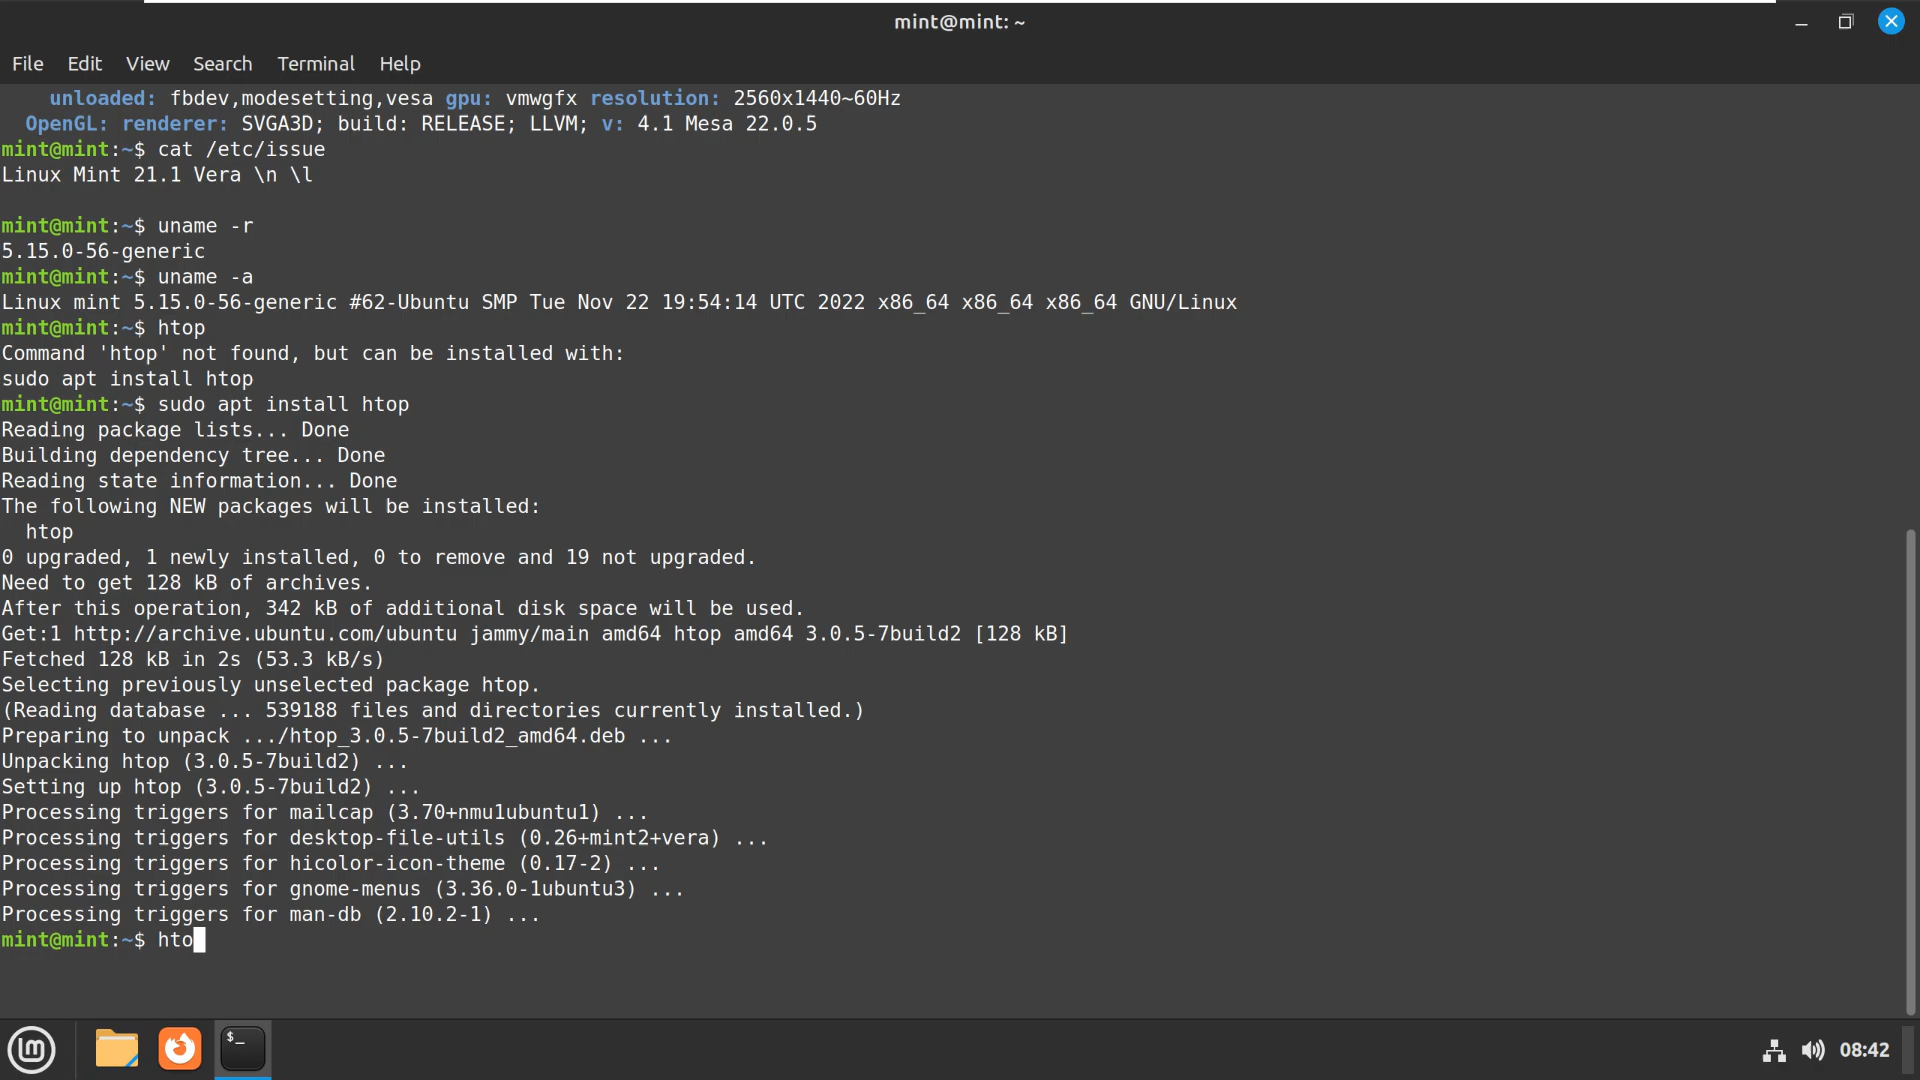 mint@mint: ~
File Edit View Search Terminal Help
unloaded: fbdev,modesetting,vesa gpu: vmwgfx resolution: 2560x1440~60Hz
OpenGL: renderer: SVGA3D; build: RELEASE; LLVM; v: 4.1 Mesa 22.0.5
mint@mint:~$ cat /etc/issue
Linux Mint 21.1 Vera \n \l
mint@mint:~$ uname -r
5.15.0-56-generic
mint@mint:~$ uname -a
Linux mint 5.15.0-56-generic #62-Ubuntu SMP Tue Nov 22 19:54:14 UTC 2022 x86_64 x86_64 x86_64 GNU/Linux
mint@mint:~$ htop
Command 'htop' not found, but can be installed with:
sudo apt install htop
mint@mint:~$ sudo apt install htop
Reading package lists... Done
Building dependency tree... Done
Reading state information... Done
The following NEW packages will be installed:
htop
0 upgraded, 1 newly installed, 0 to remove and 19 not upgraded.
Need to get 128 kB of archives.
After this operation, 342 kB of additional disk space will be used.
Get:1 http://archive.ubuntu.com/ubuntu jammy/main amd64 htop amd64 3.0.5-7build2 [128 kB]
Fetched 128 kB in 2s (53.3 kB/s)
Selecting previously unselected package htop.
(Reading database ... 539188 files and directories currently installed.)
Preparing to unpack .../htop_3.0.5-7build2_amd64.deb ...
Unpacking htop (3.0.5-7build2) ...
Setting up htop (3.0.5-7build2) ...
Processing triggers for mailcap (3.70+nmu1ubuntu1) ...
Processing triggers for desktop-file-utils (0.26+mint2+vera) ...
Processing triggers for hicolor-icon-theme (0.17-2) ...
Processing triggers for gnome-menus (3.36.0-1ubuntu3) ...
Processing triggers for man-db (2.10.2-1) ...
mint@mint:~$ hto
$_
08:42